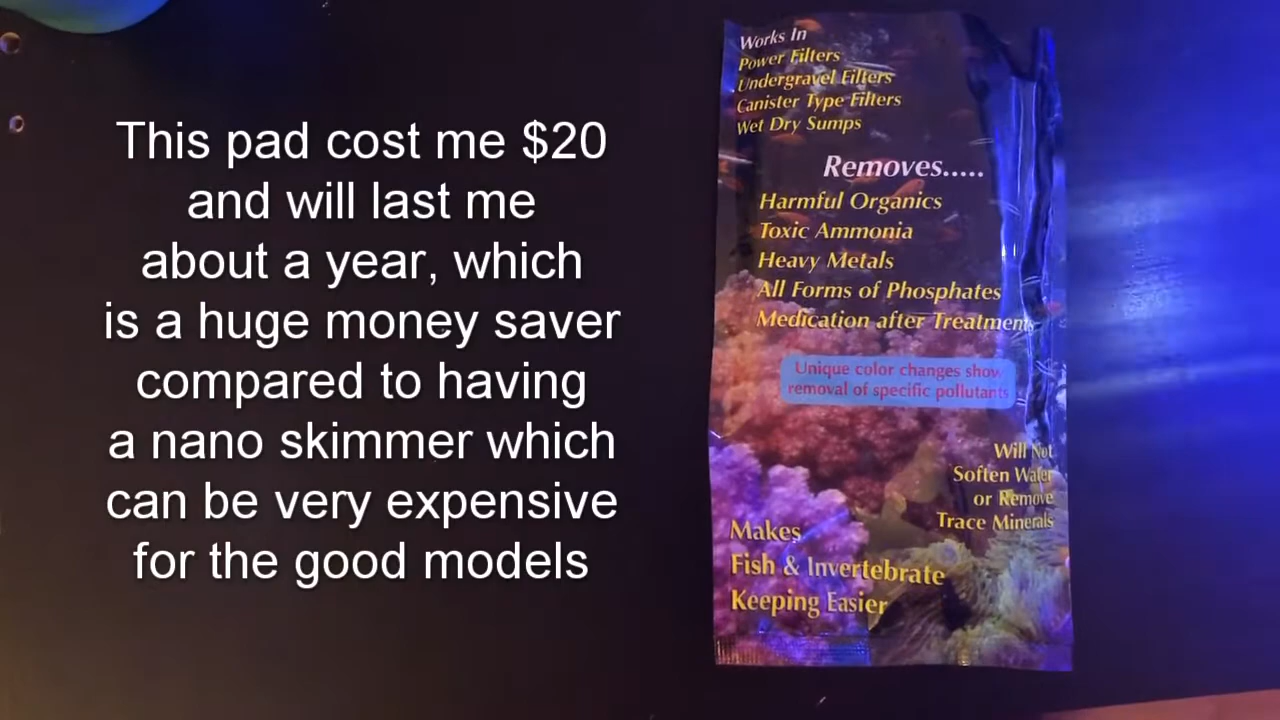 This pad cost me $20
and will last me
about a year, which
is a huge money saver
compared to having
a nano skimmer which
can be very expensive
for the good models
Works In
Power Filters
Undergravel Filters
Canister Type Filters
Wet Dry Sumps
Removes.....
Harmful Organics
Toxic Ammonia
Heavy Metals
All Forms of Phosphates
Medication after Treatment
Unique color changes show
removal of specific pollutants
Will Not
Soften Water
or Remove
Trace Minerals
Makes
Fish & Invertebrate
Keeping Easier